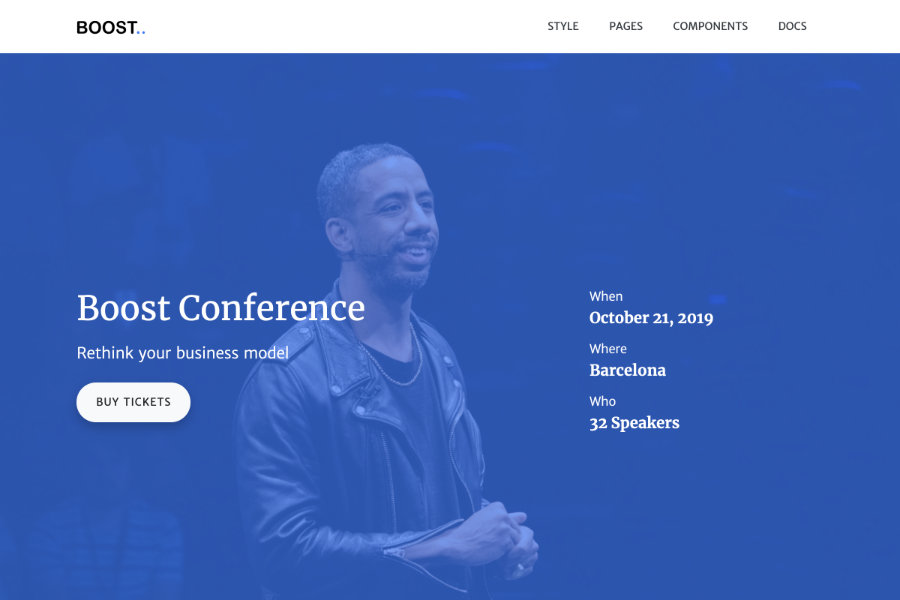 BOOST..
STYLE PAGES COMPONENTS DOCS
Boost Conference
Rethink your business model
BUY TICKETS
When
October 21, 2019
Where
Barcelona
Who
32 Speakers